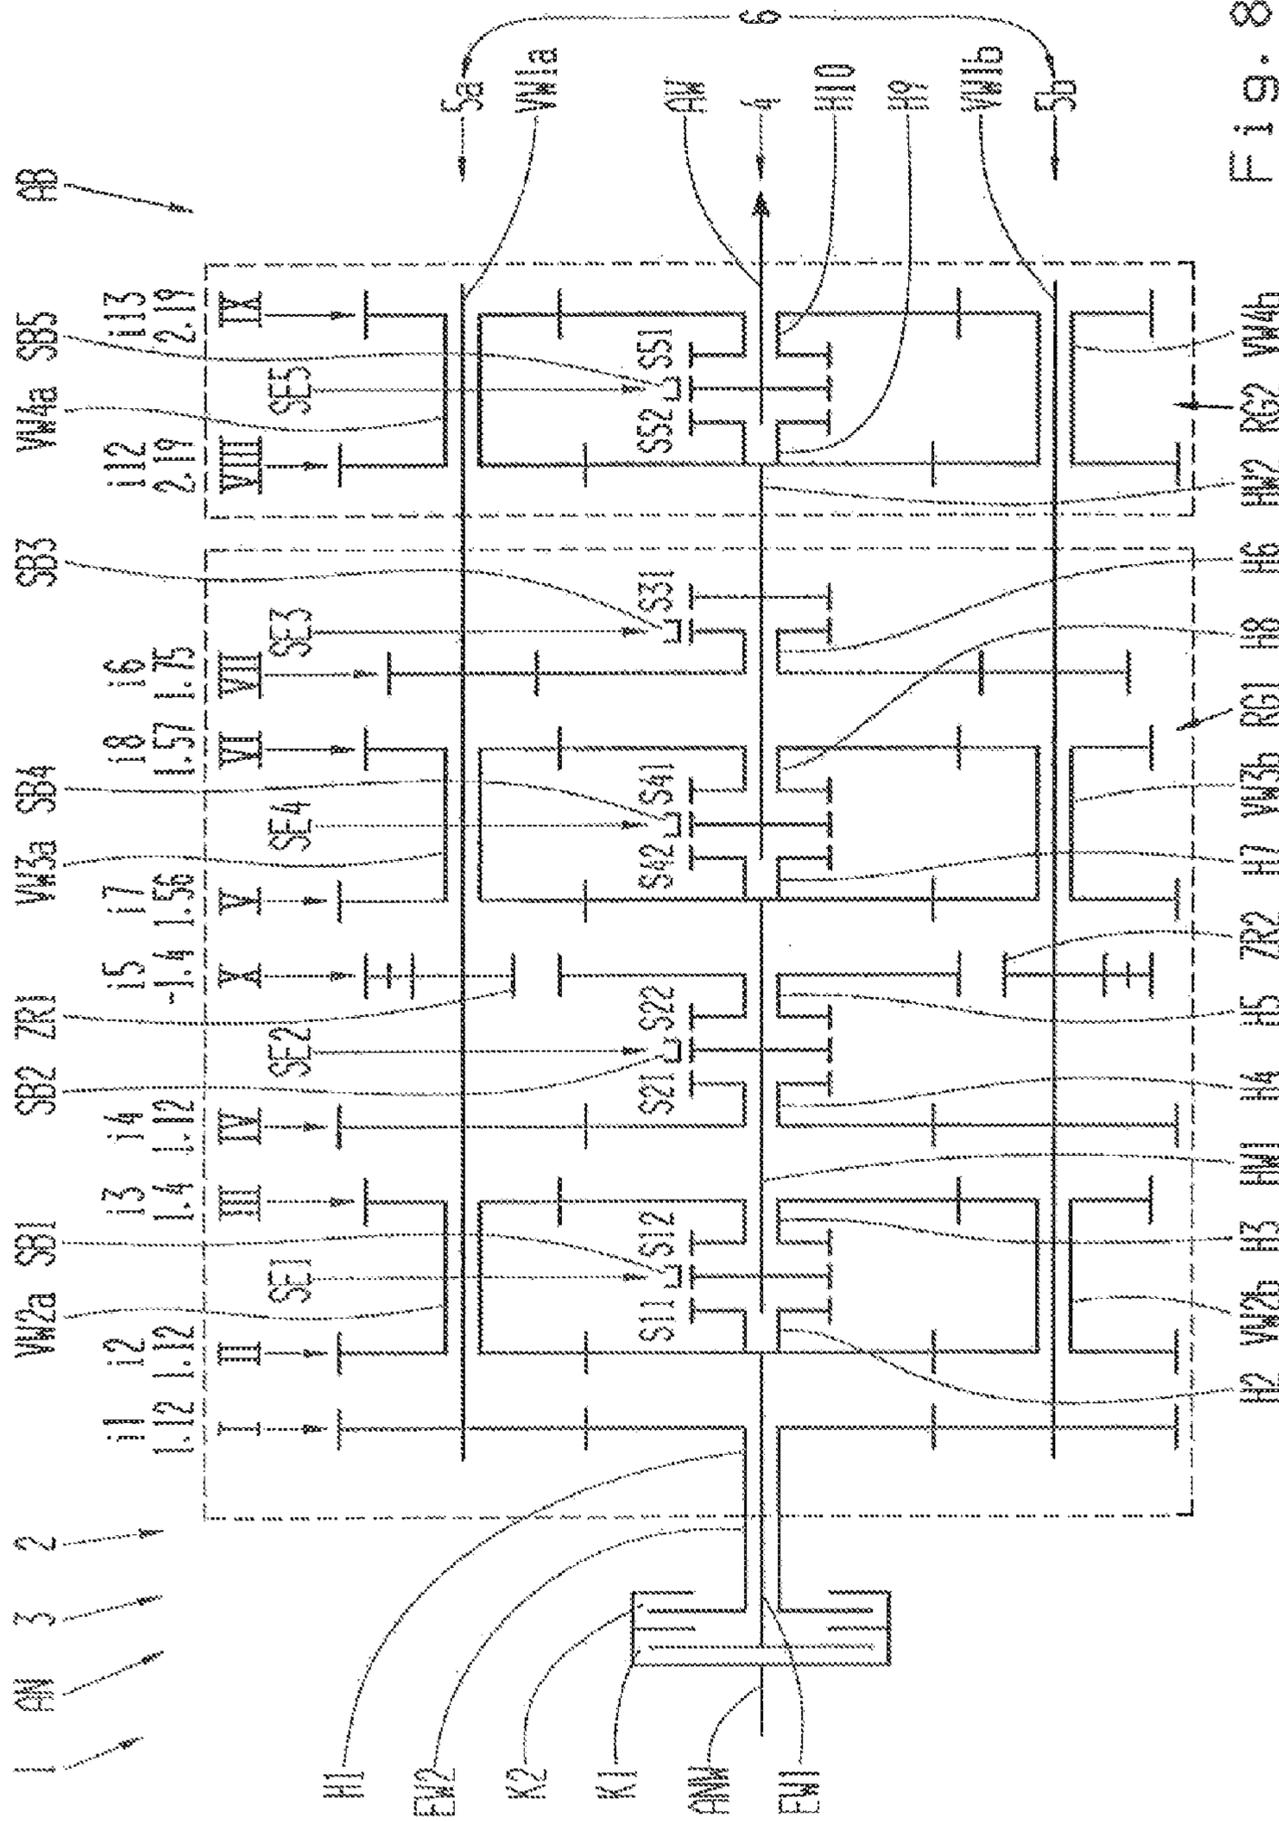 1 AN 3 2 AB
VW2a SB1 SB2 ZR1 VW3a SB4 SB3 VW4a SB5
i1 i2 i3 i4 i5 i7 i8 i6 i12 i13
1.12 1.12 1.4 1.12 -1.4 1.56 1.57 1.75 2.19 2.19
I II III IV X V VI VII VIII IX
SE1 SE2 SE4 SE3 SE5
H1
EW2
K2
K1
ANW
EW1
S11 S12 S21 S22 S42 S41 S31 S52 S51
5a
VW1a
AW
4
6
H10
H9
VW1b
5b
H2 VW2b H3 HW1 H4 H5 ZR2 H7 VW3b RG1 H8 H6 HW2 RG2 VW4b
Fig. 8